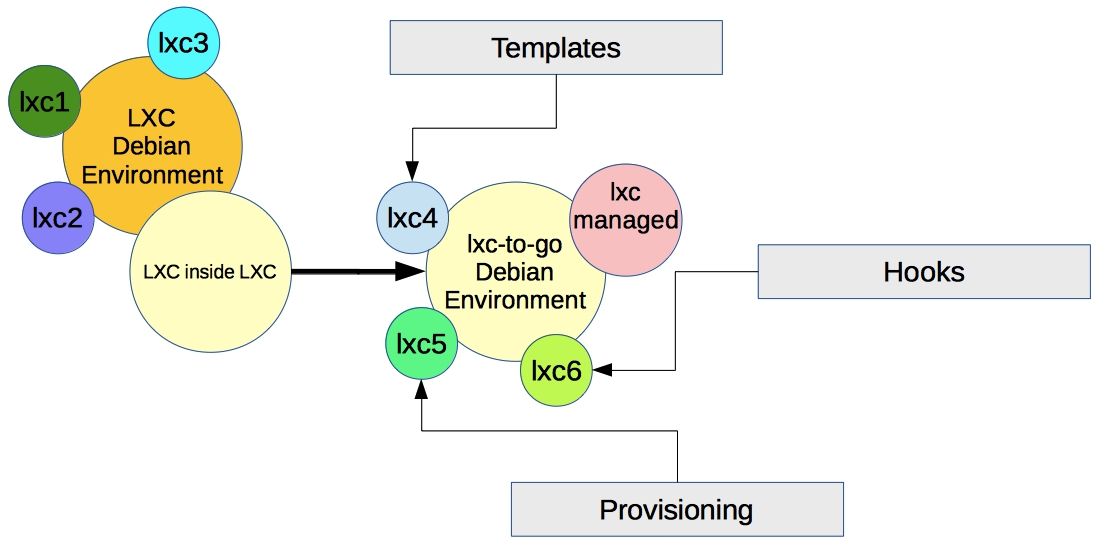 lxc3
lxc1
LXC
Debian
Environment
lxc2
LXC inside LXC
Templates
lxc4
lxc-to-go
Debian
Environment
lxc
managed
lxc5
lxc6
Hooks
Provisioning